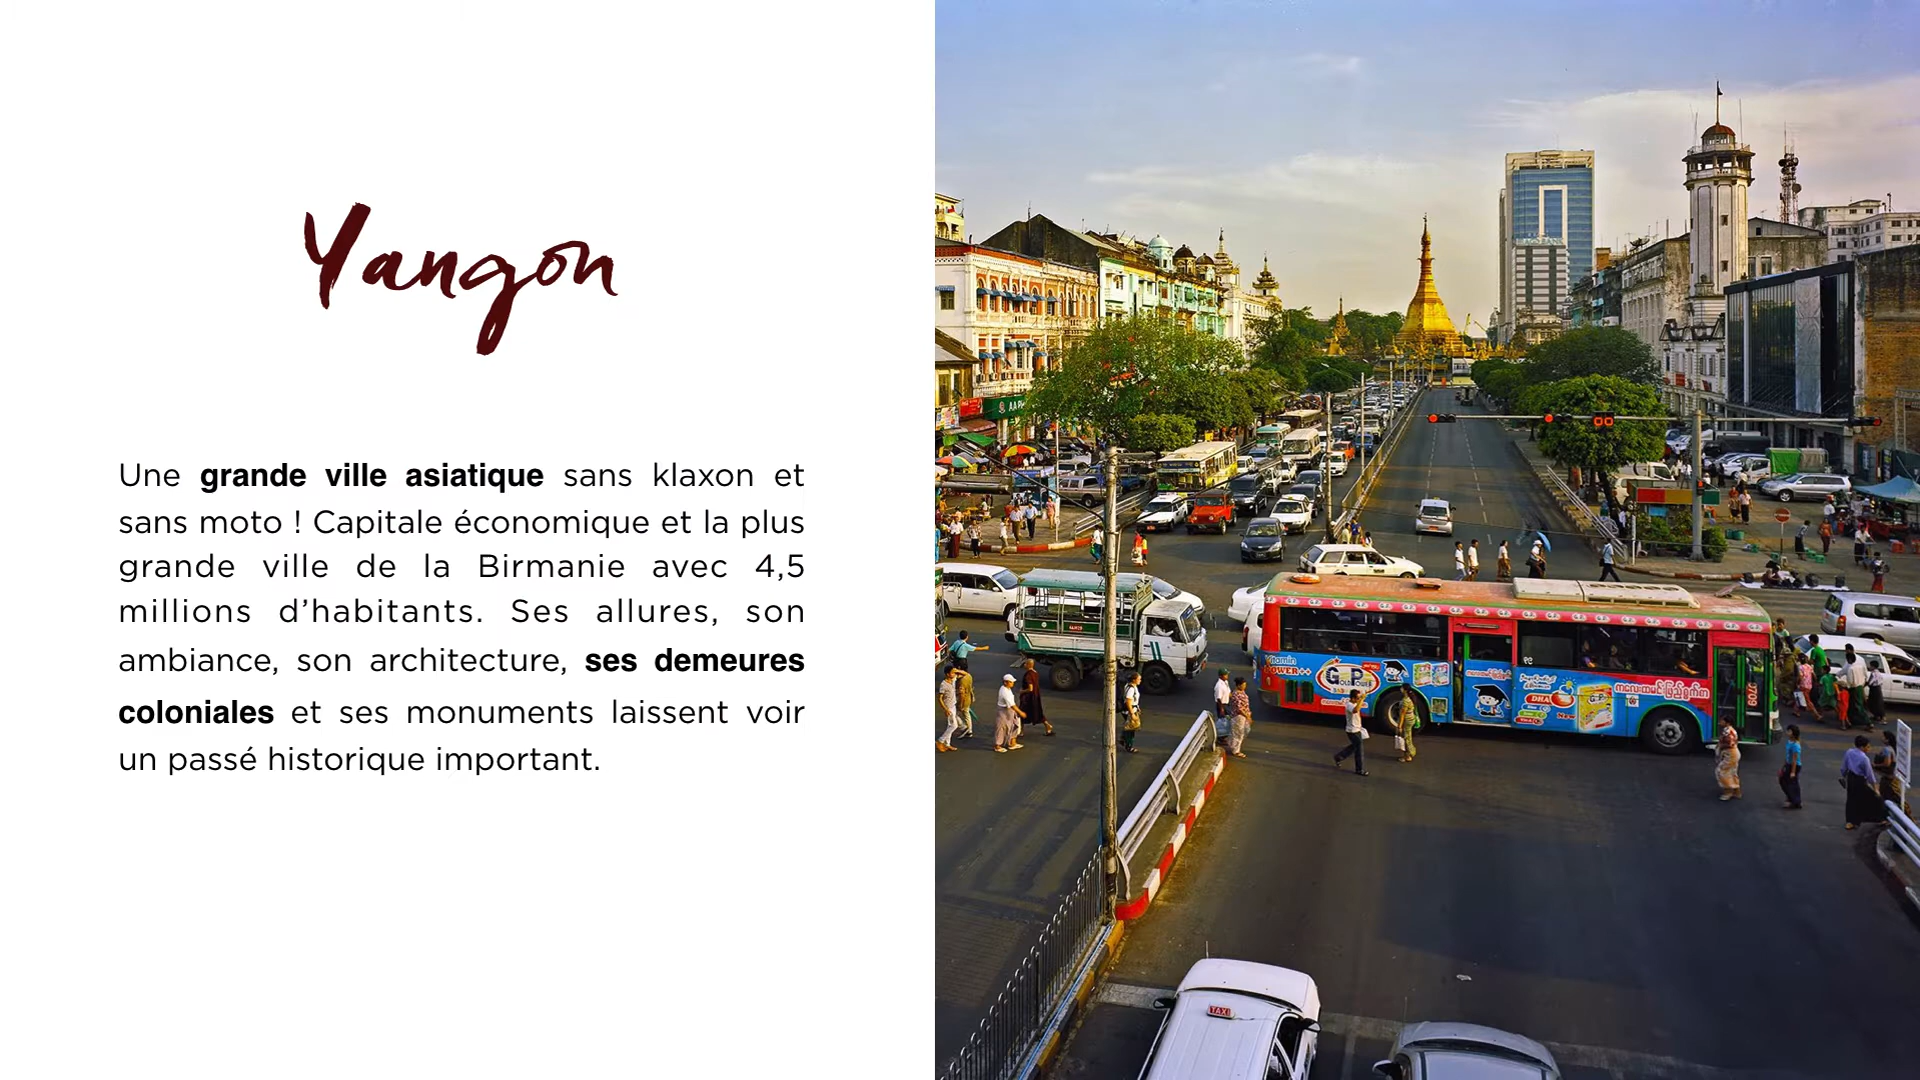 Yangon
Une grande ville asiatique sans klaxon et
sans moto ! Capitale économique et la plus
grande ville de la Birmanie avec 4,5
millions d’habitants. Ses allures, son
ambiance, son architecture, ses demeures
coloniales et ses monuments laissent voir
un passé historique important.
TAXI
DHA
3709